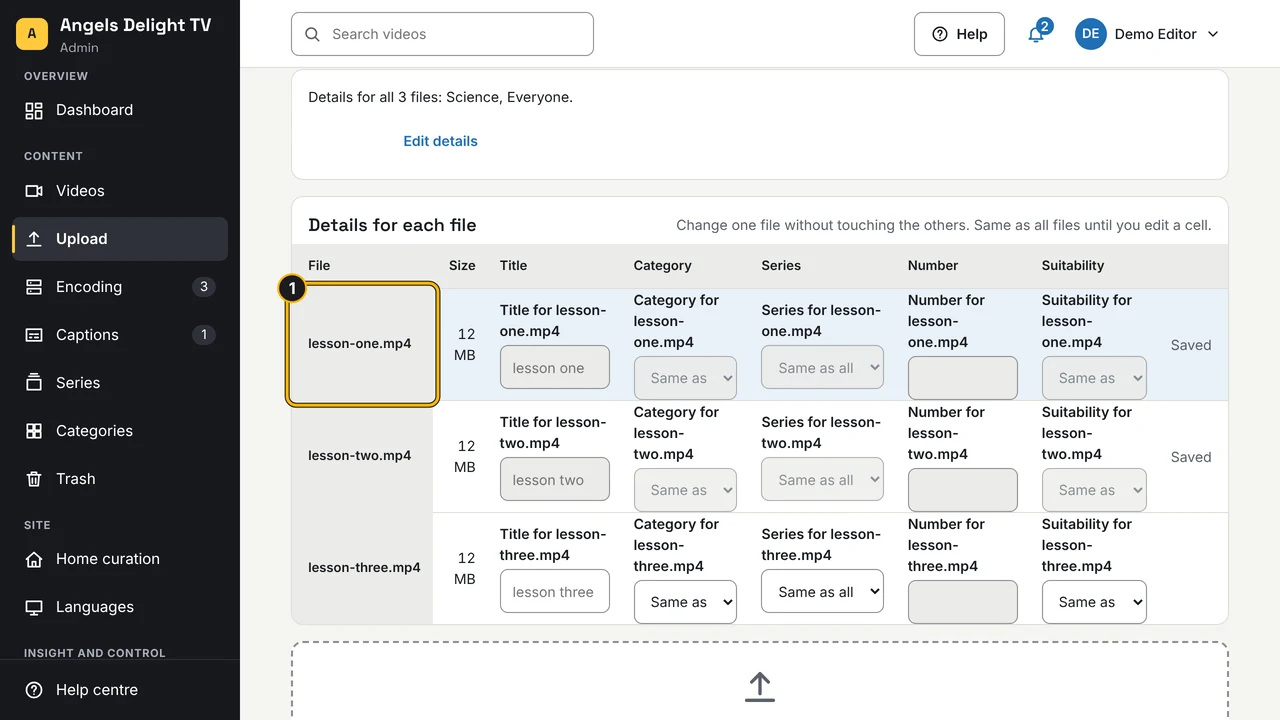 A
Angels Delight TV
Admin
OVERVIEW
Dashboard
CONTENT
Videos
Upload
Encoding 3
Captions 1
Series
Categories
Trash
SITE
Home curation
Languages
INSIGHT AND CONTROL
Help centre
Search videos
Help
2
DE
Demo Editor
Details for all 3 files: Science, Everyone.
Edit details
Details for each file
Change one file without touching the others. Same as all files until you edit a cell.
File Size Title Category Series Number Suitability
1
lesson-one.mp4
12
MB
Title for lesson-
one.mp4
lesson one
Category for
lesson-
one.mp4
Same as
Series for lesson-
one.mp4
Same as all
Number for
lesson-
one.mp4
Suitability for
lesson-
one.mp4
Same as
Saved
lesson-two.mp4
12
MB
Title for lesson-
two.mp4
lesson two
Category for
lesson-
two.mp4
Same as
Series for lesson-
two.mp4
Same as all
Number for
lesson-
two.mp4
Suitability for
lesson-
two.mp4
Same as
Saved
lesson-three.mp4
12
MB
Title for lesson-
three.mp4
lesson three
Category for
lesson-
three.mp4
Same as
Series for lesson-
three.mp4
Same as all
Number for
lesson-
three.mp4
Suitability for
lesson-
three.mp4
Same as